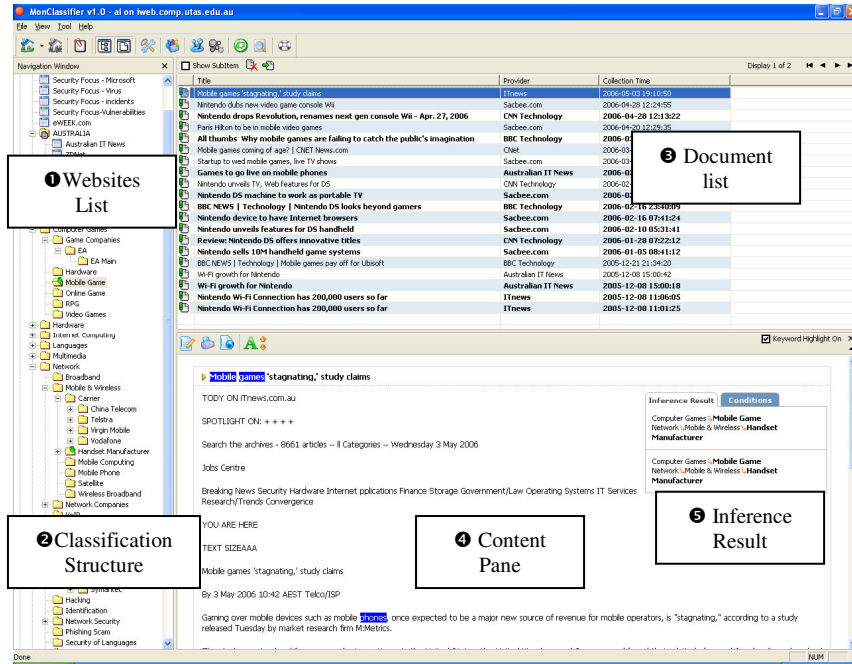 MonClassifier v1.0 - ai on iweb.comp.utas.edu.au
File View Tool Help
Navigation Window
Security Focus - Microsoft
Security Focus - Virus
Security Focus - incidents
Security Focus-Vulnerabilities
eWEEK.com
AUSTRALIA
Australian IT News
❶Websites
List
Computer Games
Game Companies
EA
EA Main
Hardware
Mobile Game
Online Game
RPG
Video Games
Hardware
Internet Computing
Languages
Multimedia
Network
Broadband
Mobile & Wireless
Carrier
China Telecom
Telstra
Virgin Mobile
Vodafone
Handset Manufacturer
Mobile Computing
Mobile Phone
Satellite
Wireless Broadband
Network Companies
VoIP
❷Classification
Structure
Symantec
Hacking
Identification
Network Security
Phishing Scam
Security of Languages
Show SubItem
Display 1 of 2
Title Provider Collection Time
Mobile games 'stagnating,' study claims ITnews 2006-05-03 19:10:50
Nintendo dubs new video game console Wii Sacbee.com 2006-04-28 12:24:55
Nintendo drops Revolution, renames next gen console Wii - Apr. 27, 2006 CNN Technology 2006-04-28 12:13:22
Paris Hilton to be in mobile video games Sacbee.com 2006-04-20 12:29:35
All thumbs Why mobile games are failing to catch the public's imagination BBC Technology 2006-0
Mobile games coming of age? | CNET News.com CNet 2006-03-
Startup to wed mobile games, live TV shows Sacbee.com 2006-03-
Games to go live on mobile phones Australian IT News 2006-02
Nintendo unveils TV, Web features for DS CNN Technology 2006-02-
Nintendo DS machine to work as portable TV Sacbee.com 2006-02
BBC NEWS | Technology | Nintendo DS looks beyond gamers BBC Technology 2006-02-16 23:40:09
Nintendo device to have Internet browsers Sacbee.com 2006-02-16 07:41:24
Nintendo unveils features for DS handheld Sacbee.com 2006-02-10 05:31:41
Review: Nintendo DS offers innovative titles CNN Technology 2006-01-28 07:22:12
Nintendo sells 10M handheld game systems Sacbee.com 2006-01-05 08:41:12
BBC NEWS | Technology | Mobile games pay off for Ubisoft BBC Technology 2005-12-21 21:34:20
Wi-Fi growth for Nintendo Australian IT News 2005-12-08 15:00:42
Wi-Fi growth for Nintendo Australian IT News 2005-12-08 15:00:18
Nintendo Wi-Fi Connection has 200,000 users so far ITnews 2005-12-08 11:06:05
Nintendo Wi-Fi Connection has 200,000 users so far ITnews 2005-12-08 11:01:25
❸ Document
list
Keyword Highlight On
Mobile games 'stagnating,' study claims
TODY ON iTnews.com.au
SPOTLIGHT ON: + + + +
Search the archives - 8661 articles -- ll Categories -- Wednesday 3 May 2006
Jobs Centre
Breaking News Security Hardware Internet pplications Finance Storage Government/Law Operating Systems IT Services
Research/Trends Convergence
YOU ARE HERE
TEXT SIZEAAA
Mobile games 'stagnating,' study claims
By 3 May 2006 10:42 AEST Telco/ISP
Gaming over mobile devices such as mobile phones, once expected to be a major new source of revenue for mobile operators, is "stagnating," according to a study
released Tuesday by market research firm M:Metrics.
Inference Result Conditions
Computer Games Mobile Game
Network Mobile & Wireless Handset
Manufacturer
Computer Games Mobile Game
Network Mobile & Wireless Handset
Manufacturer
❹ Content
Pane
❺ Inference
Result
Done
NUM